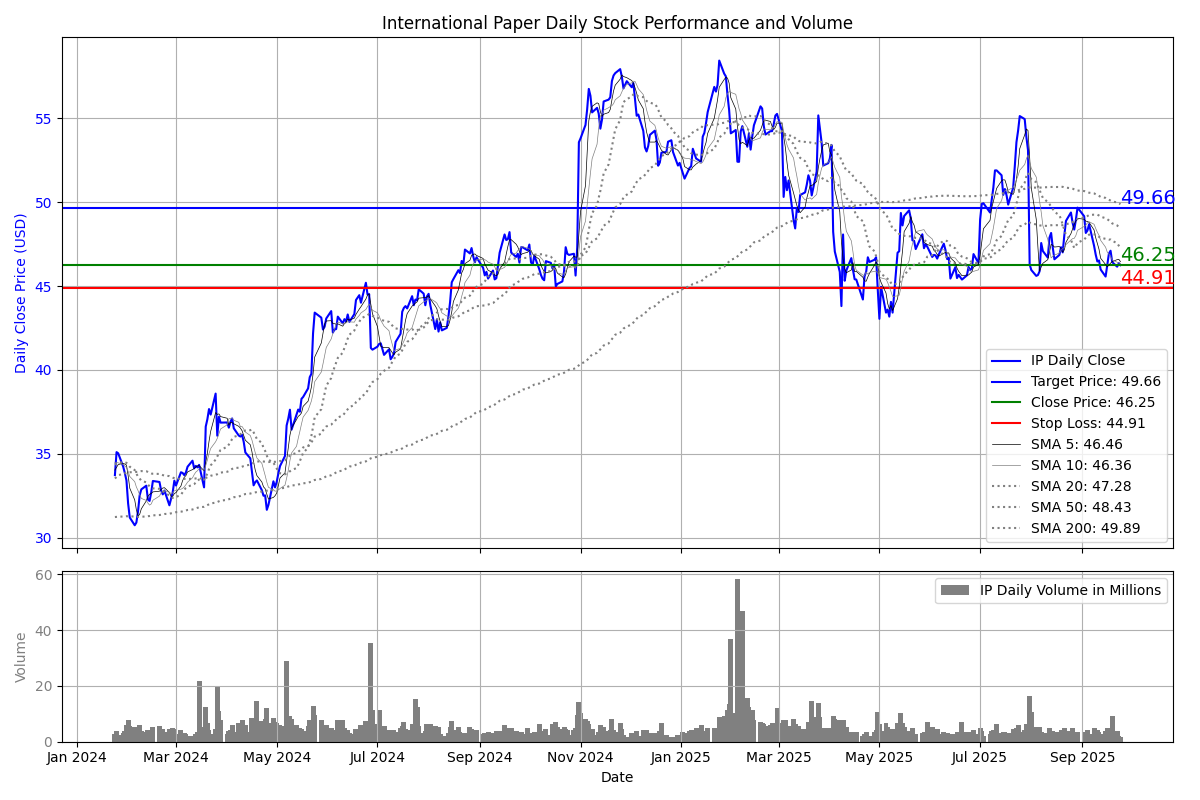 International Paper Daily Stock Performance and Volume
Daily Close Price (USD)
55
50
45
40
35
30
49.66
46.25
44.91
IP Daily Close
Target Price: 49.66
Close Price: 46.25
Stop Loss: 44.91
SMA 5: 46.46
SMA 10: 46.36
SMA 20: 47.28
SMA 50: 48.43
SMA 200: 49.89
Volume
60
40
20
0
IP Daily Volume in Millions
Jan 2024 Mar 2024 May 2024 Jul 2024 Sep 2024 Nov 2024 Jan 2025 Mar 2025 May 2025 Jul 2025 Sep 2025
Date